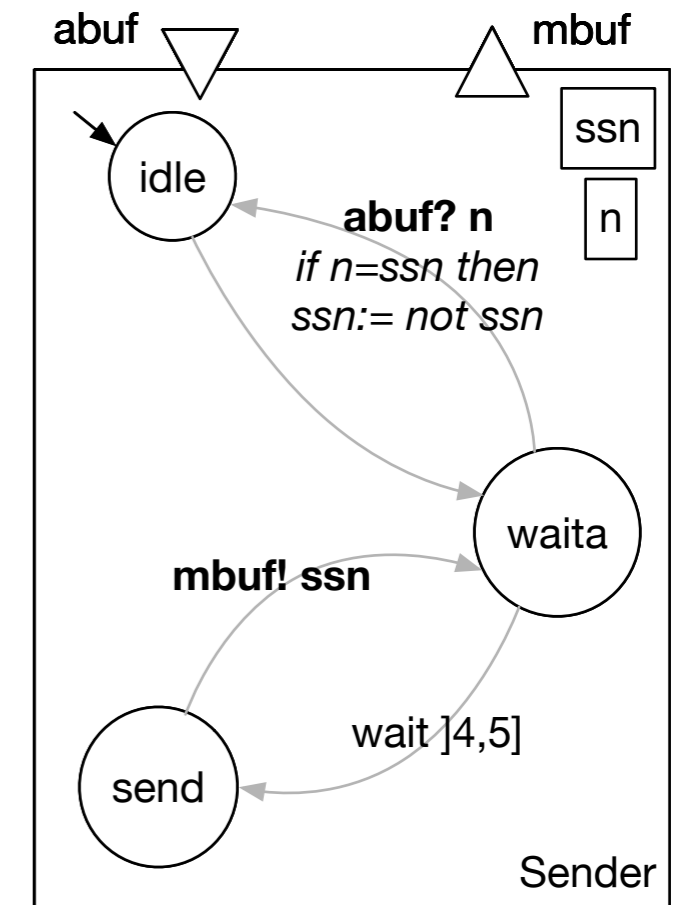 abuf
mbuf
ssn
idle
n
abuf? n
if n=ssn then
ssn:= not ssn
waita
mbuf! ssn
wait ]4,5]
send
Sender